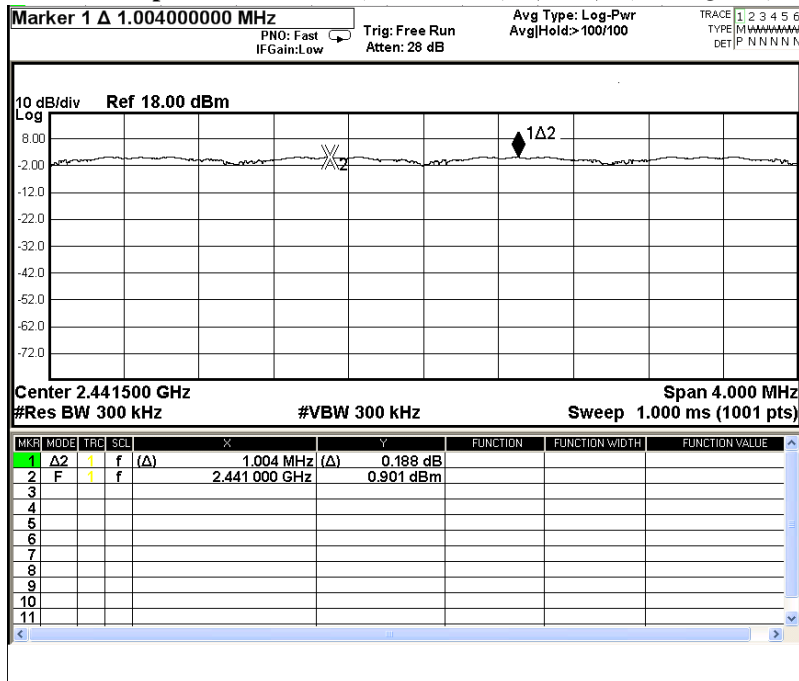 Marker 1 Δ 1.004000000 MHz
PNO: Fast
IFGain:Low
Trig: Free Run
Atten: 28 dB
Avg Type: Log-Pwr
Avg|Hold:>100/100
TRACE 1 2 3 4 5 6
TYPE M
DET P N N N N N
10 dB/div Ref 18.00 dBm
Log
8.00
-2.00
-12.0
-22.0
-32.0
-42.0
-52.0
-62.0
-72.0
1Δ2
2
Center 2.441500 GHz Span 4.000 MHz
#Res BW 300 kHz #VBW 300 kHz Sweep 1.000 ms (1001 pts)
MKR MODE TRC SCL X Y FUNCTION FUNCTION WIDTH FUNCTION VALUE
1 Δ2 1 f (Δ) 1.004 MHz (Δ) 0.188 dB
2 F 1 f 2.441 000 GHz 0.901 dBm
3
4
5
6
7
8
9
10
11